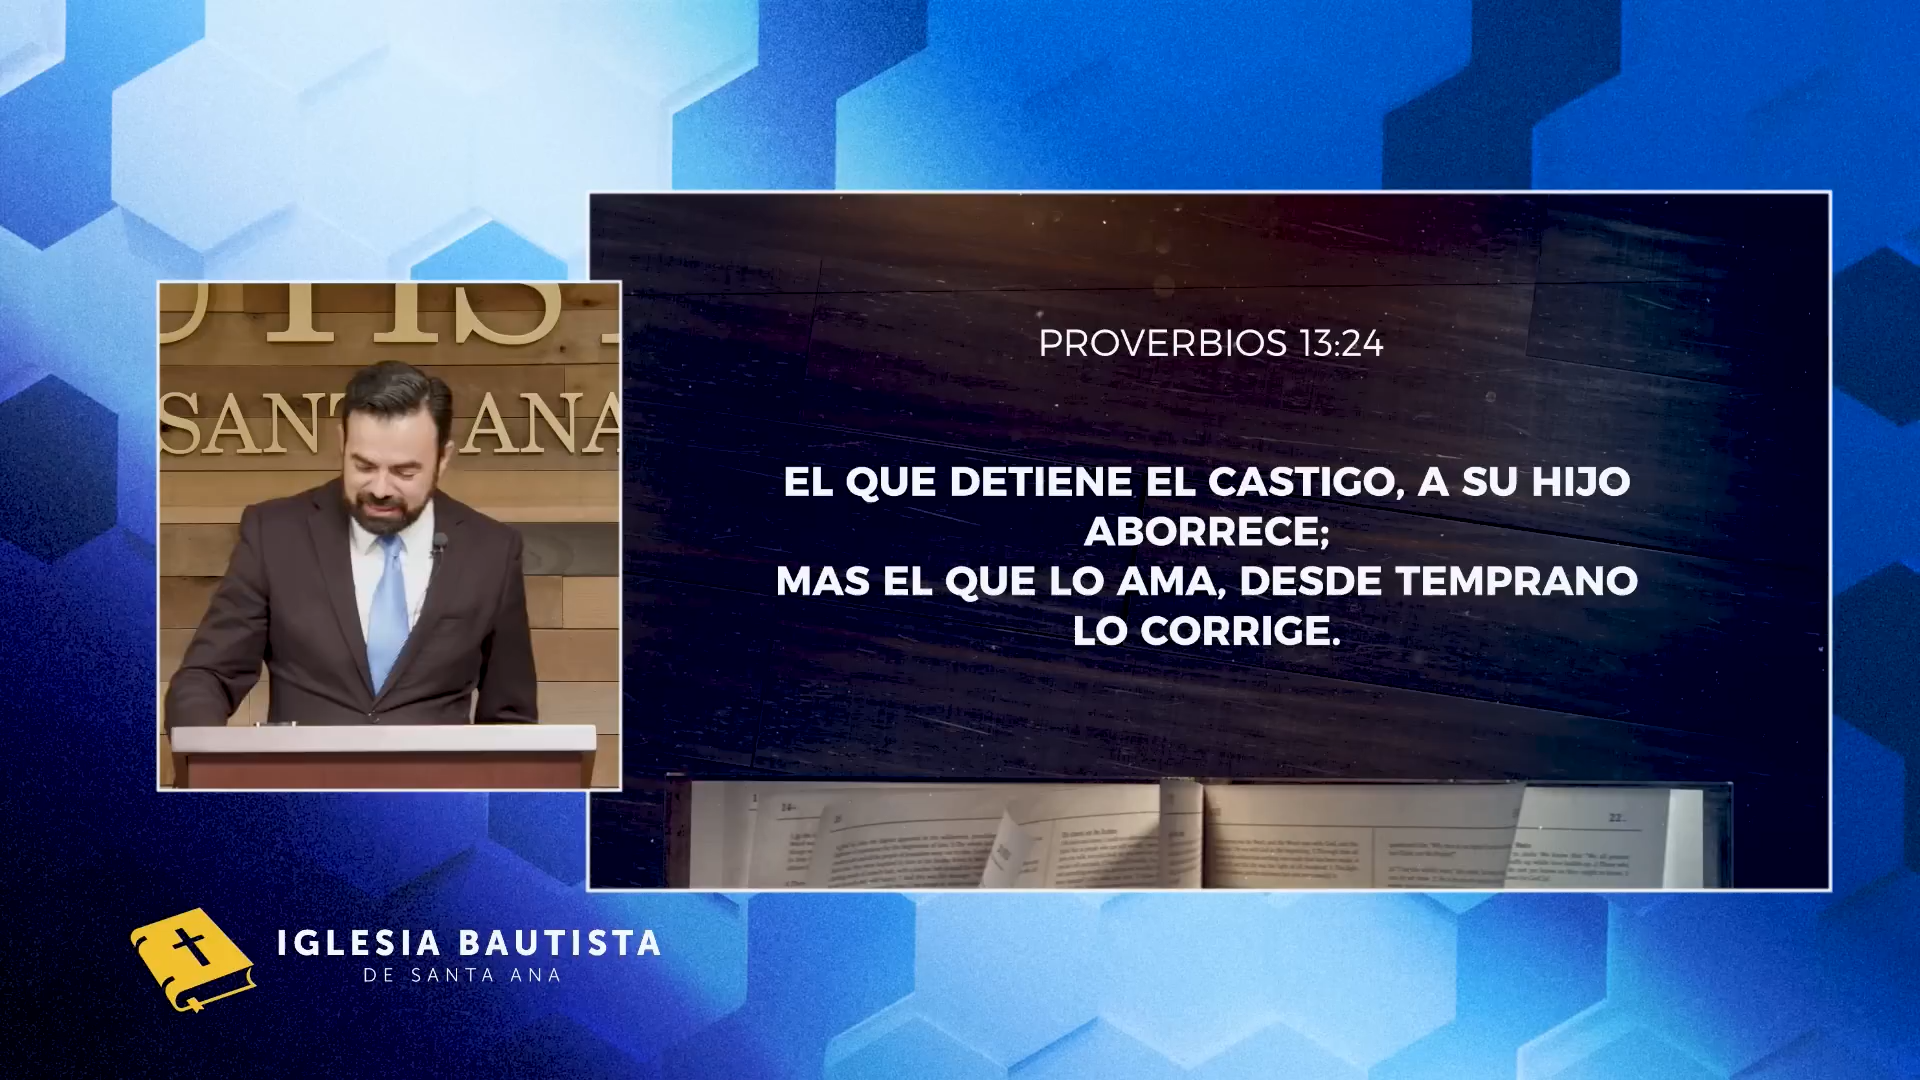 SANT ANA
PROVERBIOS 13:24
EL QUE DETIENE EL CASTIGO, A SU HIJO
ABORRECE;
MAS EL QUE LO AMA, DESDE TEMPRANO
LO CORRIGE.
IGLESIA BAUTISTA
DE SANTA ANA